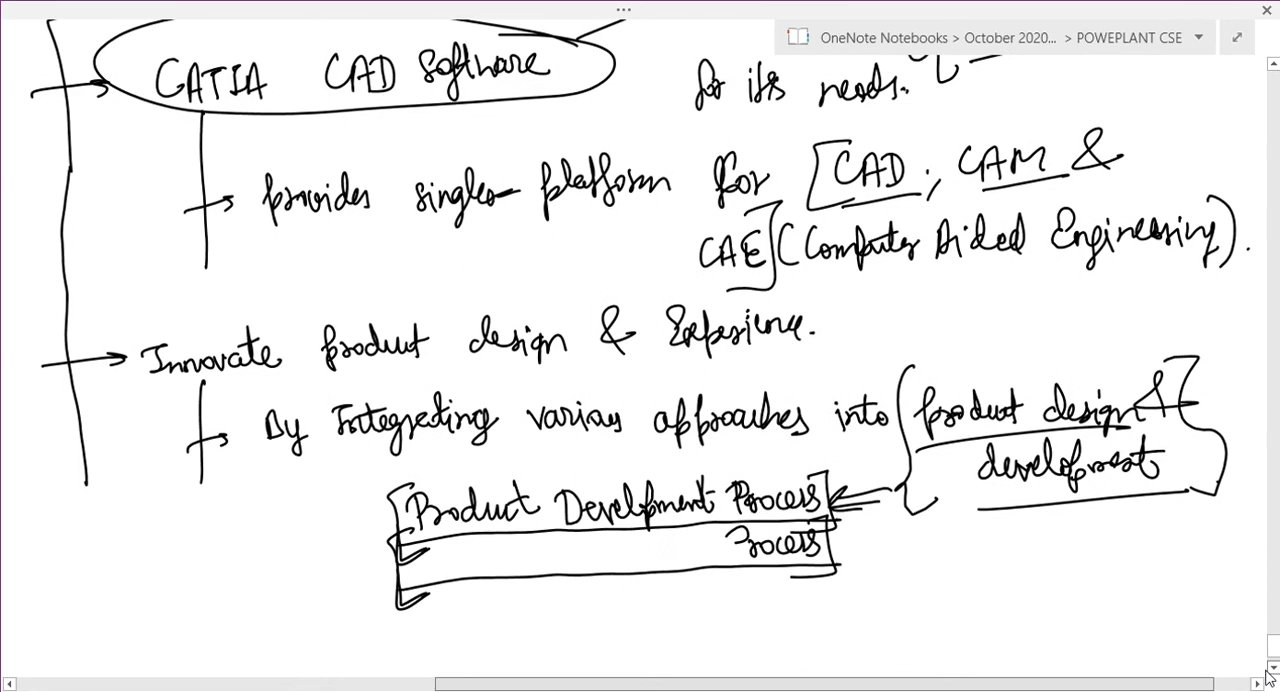 OneNote Notebooks > October 2020... > POWEPLANT CSE
CATIA CAD Software
for its needs.
→ provides single platform for [CAD, CAM &
CAE] (Computer Aided Engineering).
→ Innovate product design & Experience.
→ By Integrating various approaches into product design &
development
[Product Develpment Process]
Process